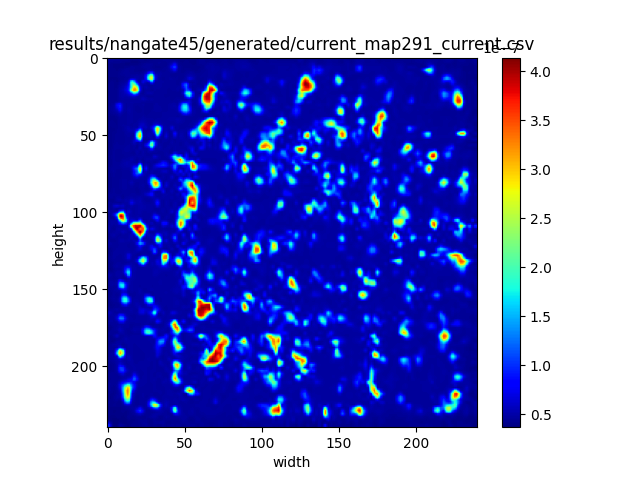 results/nangate45/generated/current_map291_current.csv
1e−7
0
50
100
150
200
height
0 50 100 150 200
width
4.0
3.5
3.0
2.5
2.0
1.5
1.0
0.5